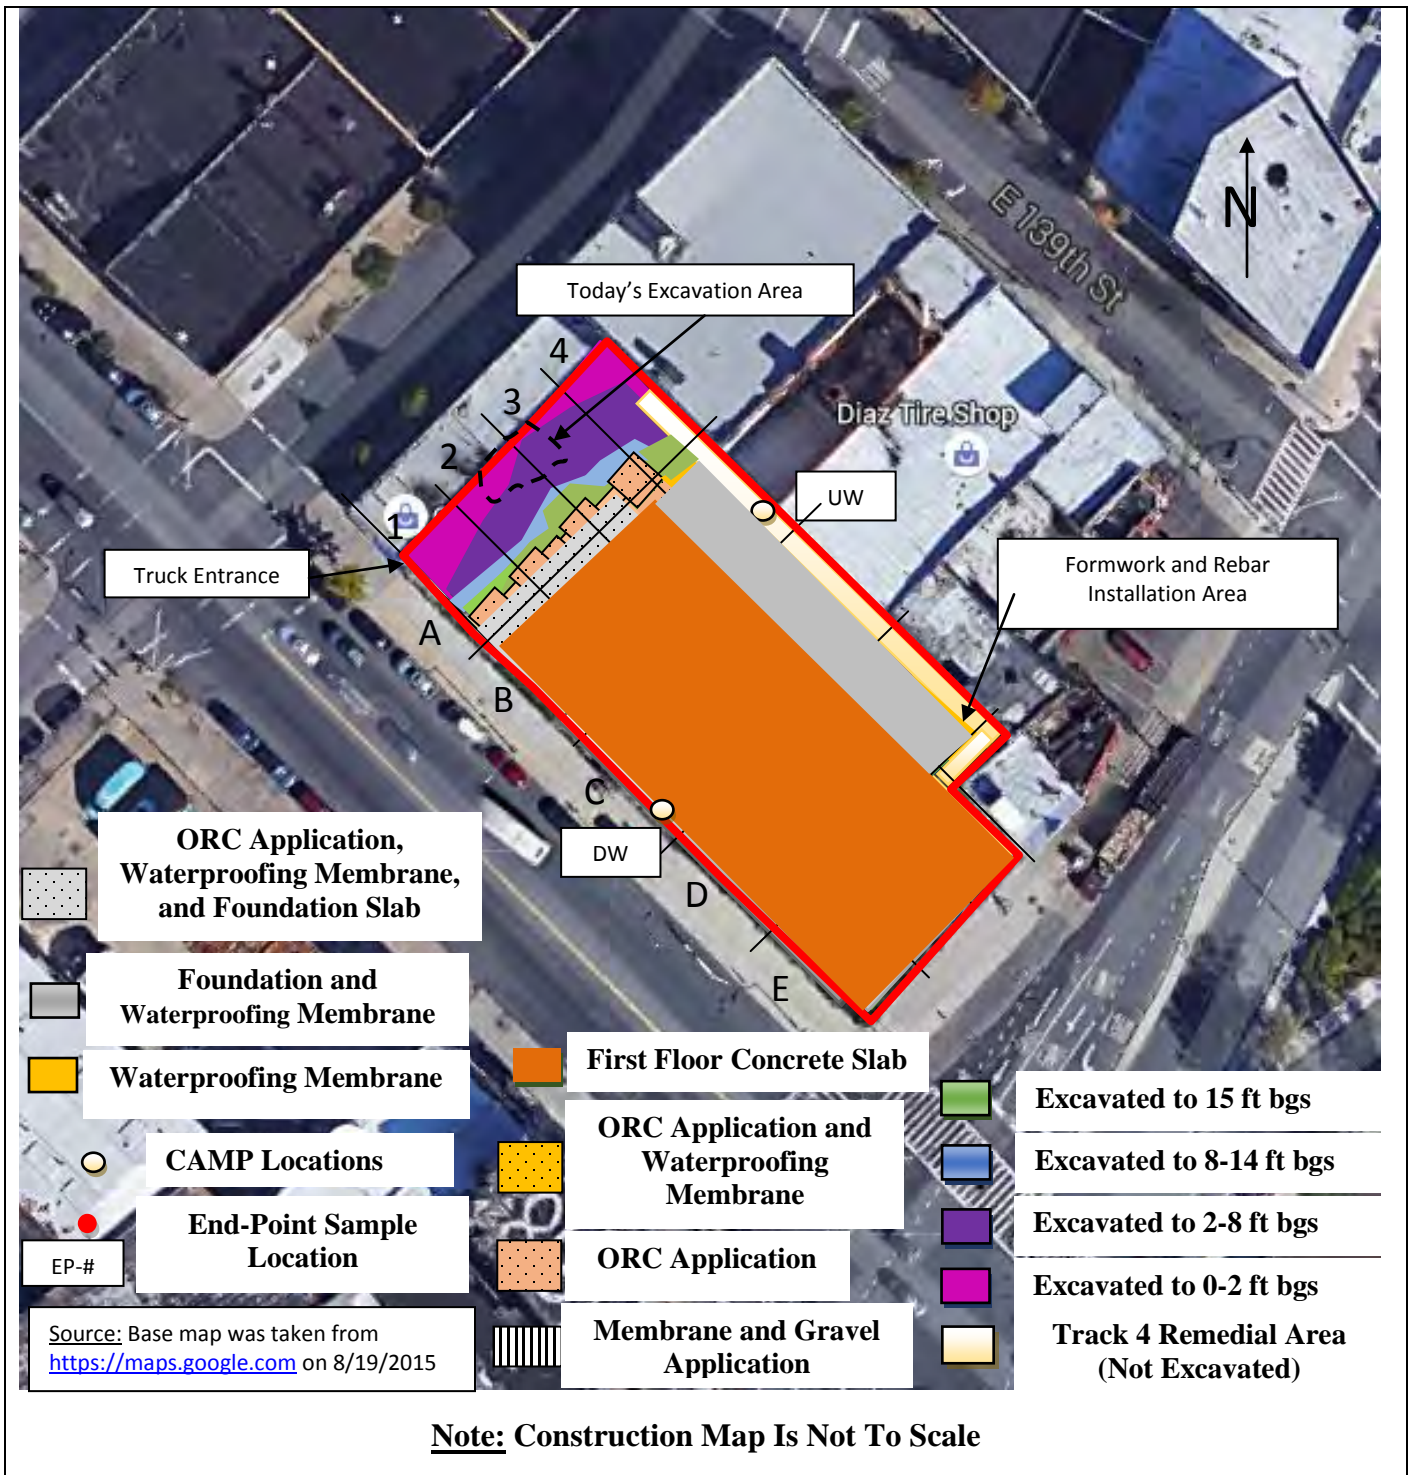 N
E 139th St
Today's Excavation Area
4
3
Diaz Tire Shop
2
UW
1
Truck Entrance
Formwork and Rebar
Installation Area
A
B
C
DW
D
E
ORC Application,
Waterproofing Membrane,
and Foundation Slab
Foundation and
Waterproofing Membrane
Waterproofing Membrane
CAMP Locations
End-Point Sample
Location
EP-#
Source: Base map was taken from
https://maps.google.com on 8/19/2015
First Floor Concrete Slab
ORC Application and
Waterproofing
Membrane
ORC Application
Membrane and Gravel
Application
Excavated to 15 ft bgs
Excavated to 8-14 ft bgs
Excavated to 2-8 ft bgs
Excavated to 0-2 ft bgs
Track 4 Remedial Area
(Not Excavated)
Note: Construction Map Is Not To Scale